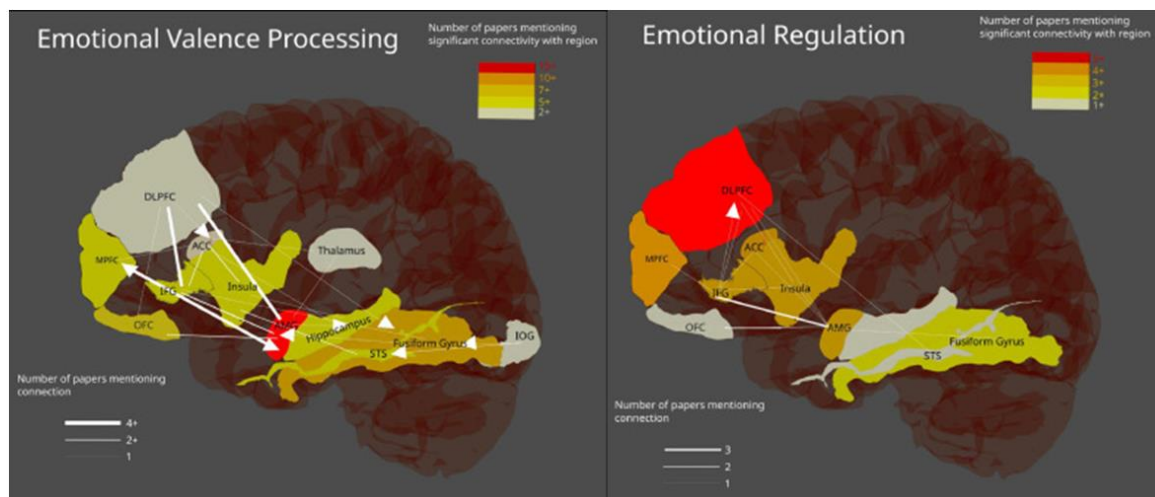 Emotional Valence Processing
Number of papers mentioning
significant connectivity with region
10+
7+
5+
2+
DLPFC
ACC
Thalamus
MPFC
IFG
Insula
OFC
AMG
Hippocampus
Fusiform Gyrus
IOG
STS
Number of papers mentioning
connection
4+
2+
1
Emotional Regulation
Number of papers mentioning
significant connectivity with region
4+
3+
2+
1+
DLPFC
ACC
MPFC
IFG
Insula
OFC
AMG
Fusiform Gyrus
STS
Number of papers mentioning
connection
3
2
1